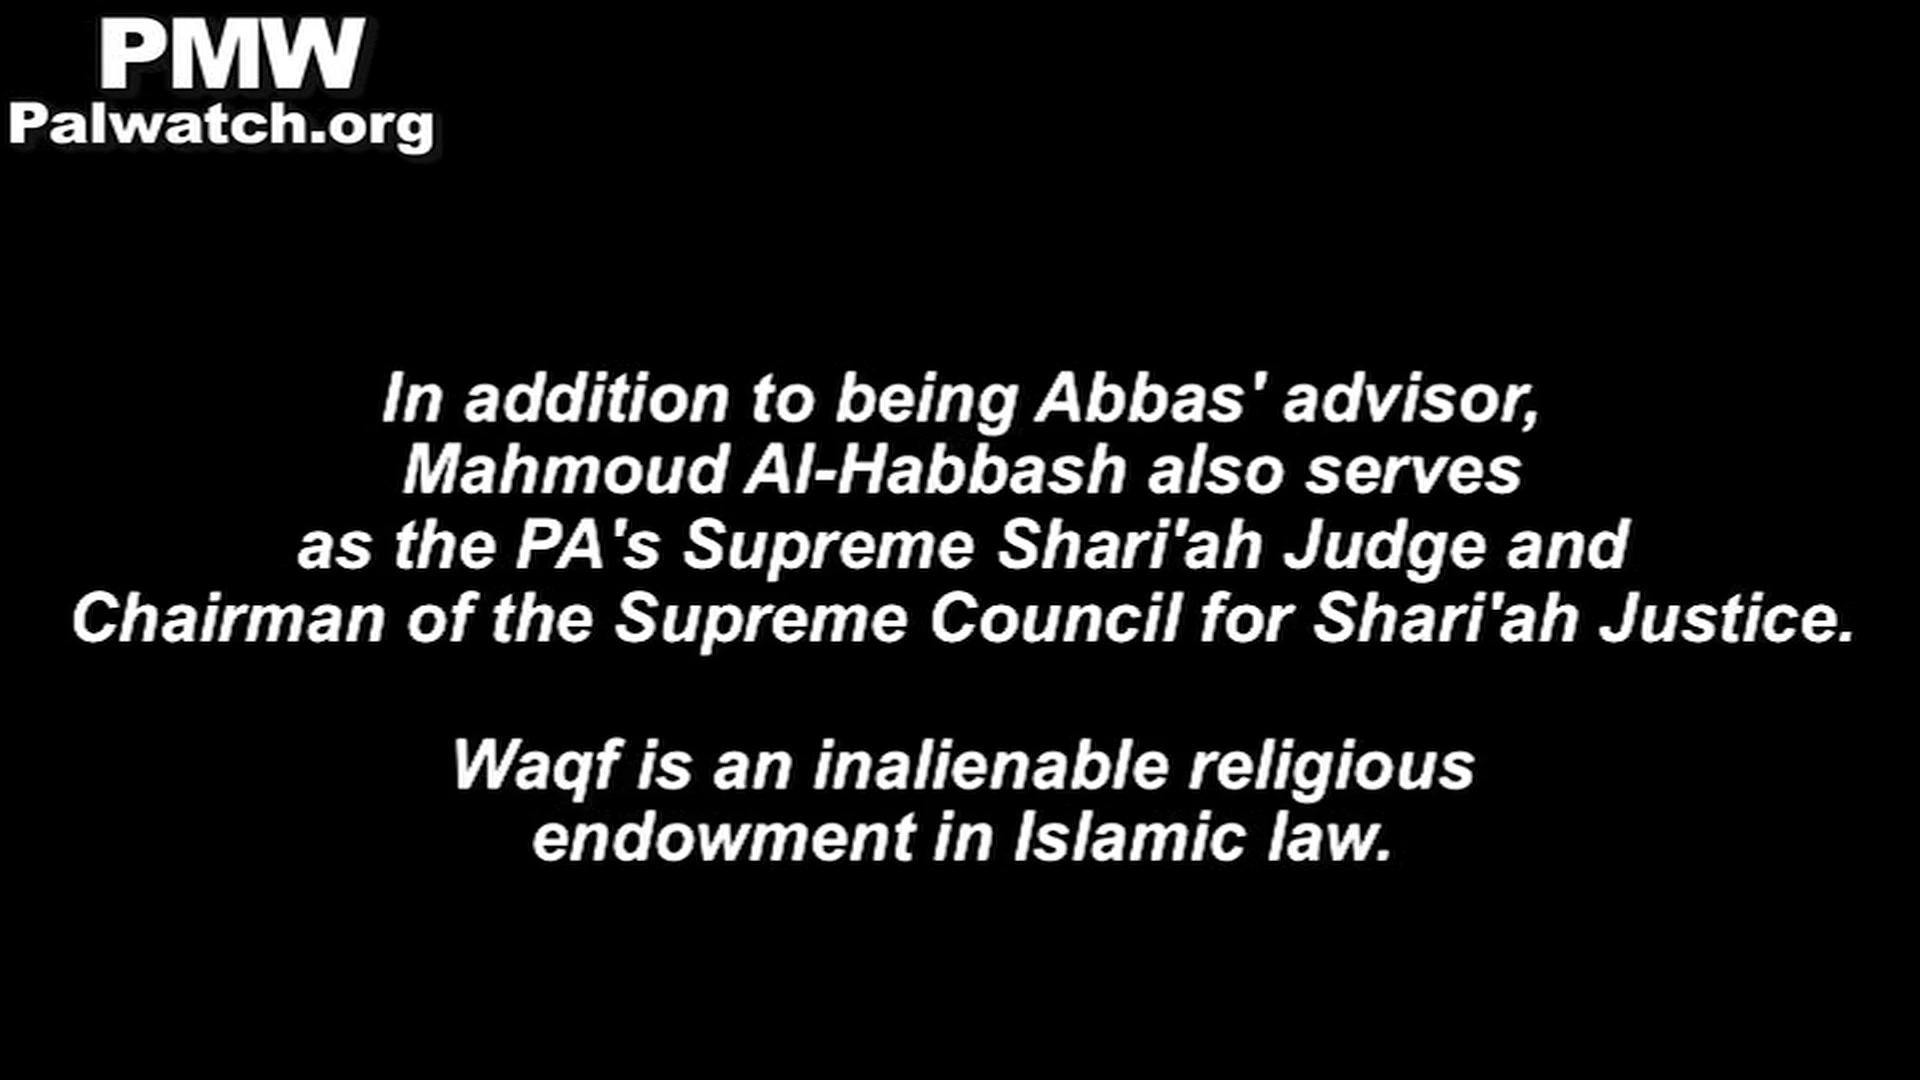 PMW
Palwatch.org
In addition to being Abbas' advisor,
Mahmoud Al-Habbash also serves
as the PA's Supreme Shari'ah Judge and
Chairman of the Supreme Council for Shari'ah Justice.
Waqf is an inalienable religious
endowment in Islamic law.